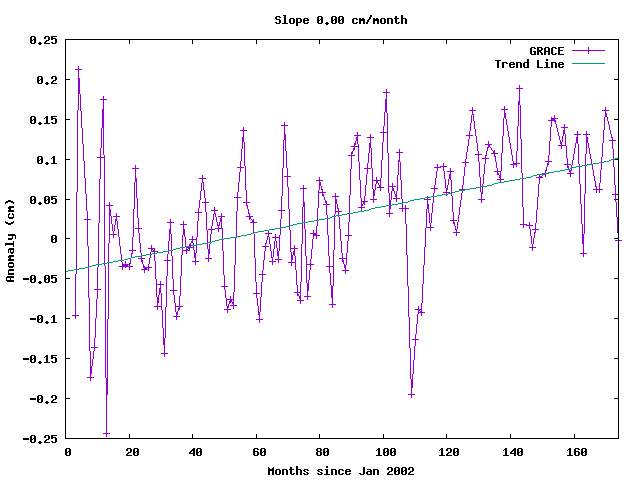 Slope 0.00 cm/month
0.25
0.2
0.15
0.1
0.05
0
-0.05
-0.1
-0.15
-0.2
-0.25
Anomaly (cm)
GRACE
Trend Line
0 20 40 60 80 100 120 140 160
Months since Jan 2002